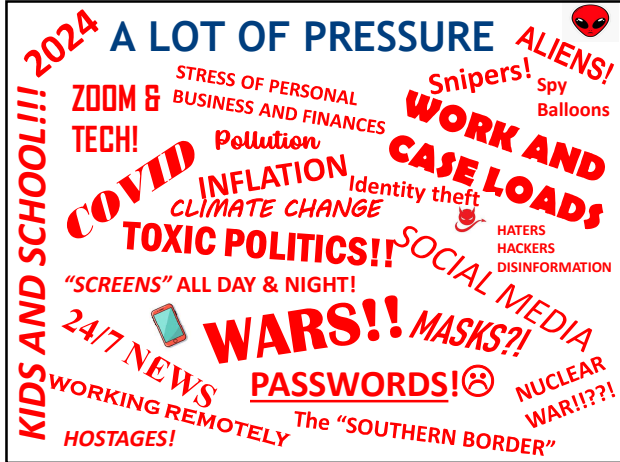 2024
A LOT OF PRESSURE
ALIENS!
KIDS AND SCHOOL!!!
ZOOM &
TECH!
STRESS OF PERSONAL
BUSINESS AND FINANCES
Snipers!
Spy
Balloons
WORK AND
CASE LOADS
Pollution
COVID
INFLATION
Identity theft
CLIMATE CHANGE
TOXIC POLITICS!!
SOCIAL MEDIA
HATERS
HACKERS
DISINFORMATION
“SCREENS” ALL DAY & NIGHT!
24/7 NEWS
WARS!!
MASKS?!
PASSWORDS!☹
NUCLEAR
WAR!!??!
WORKING REMOTELY
The “SOUTHERN BORDER”
HOSTAGES!